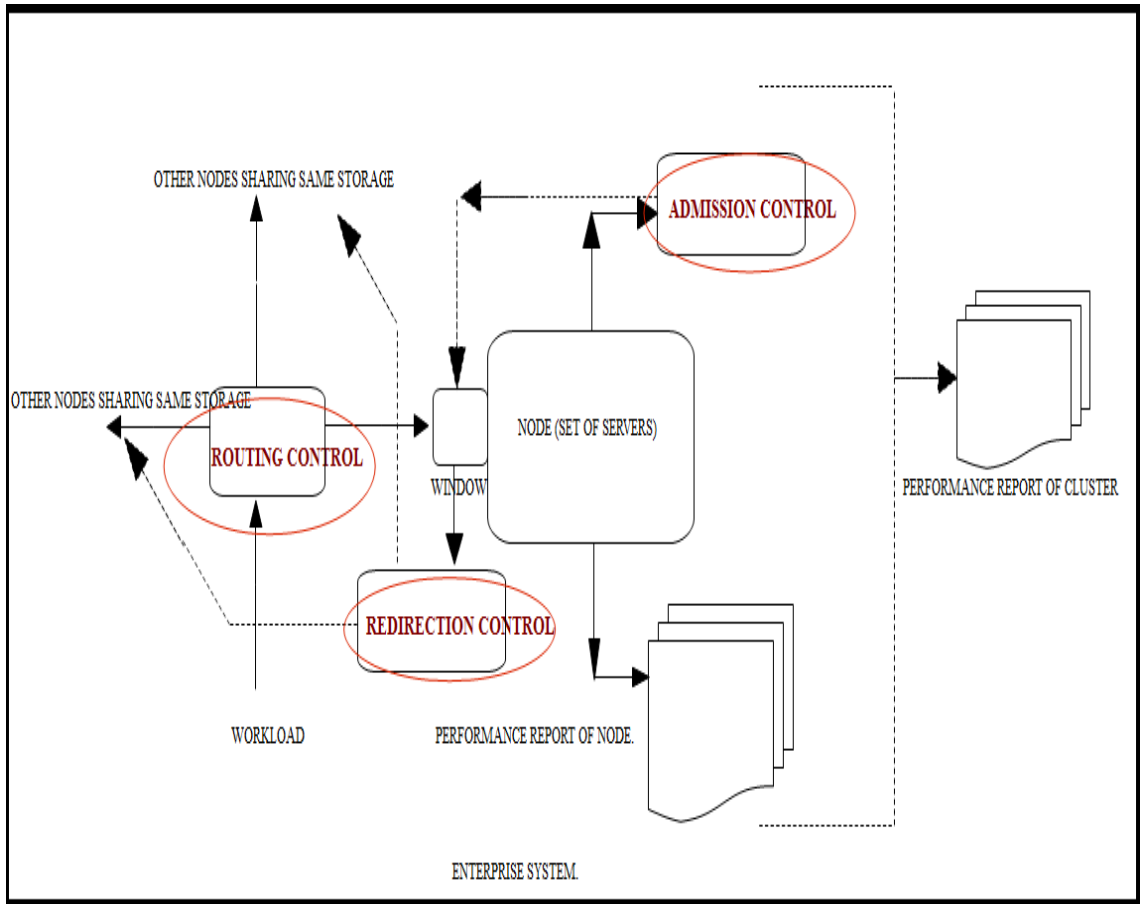 OTHER NODES SHARING SAME STORAGE
ADMISSION CONTROL
OTHER NODES SHARING SAME STORAGE
NODE (SET OF SERVERS)
ROUTING CONTROL
WINDOW
PERFORMANCE REPORT OF CLUSTER
REDIRECTION CONTROL
WORKLOAD
PERFORMANCE REPORT OF NODE.
ENTERPRISE SYSTEM.